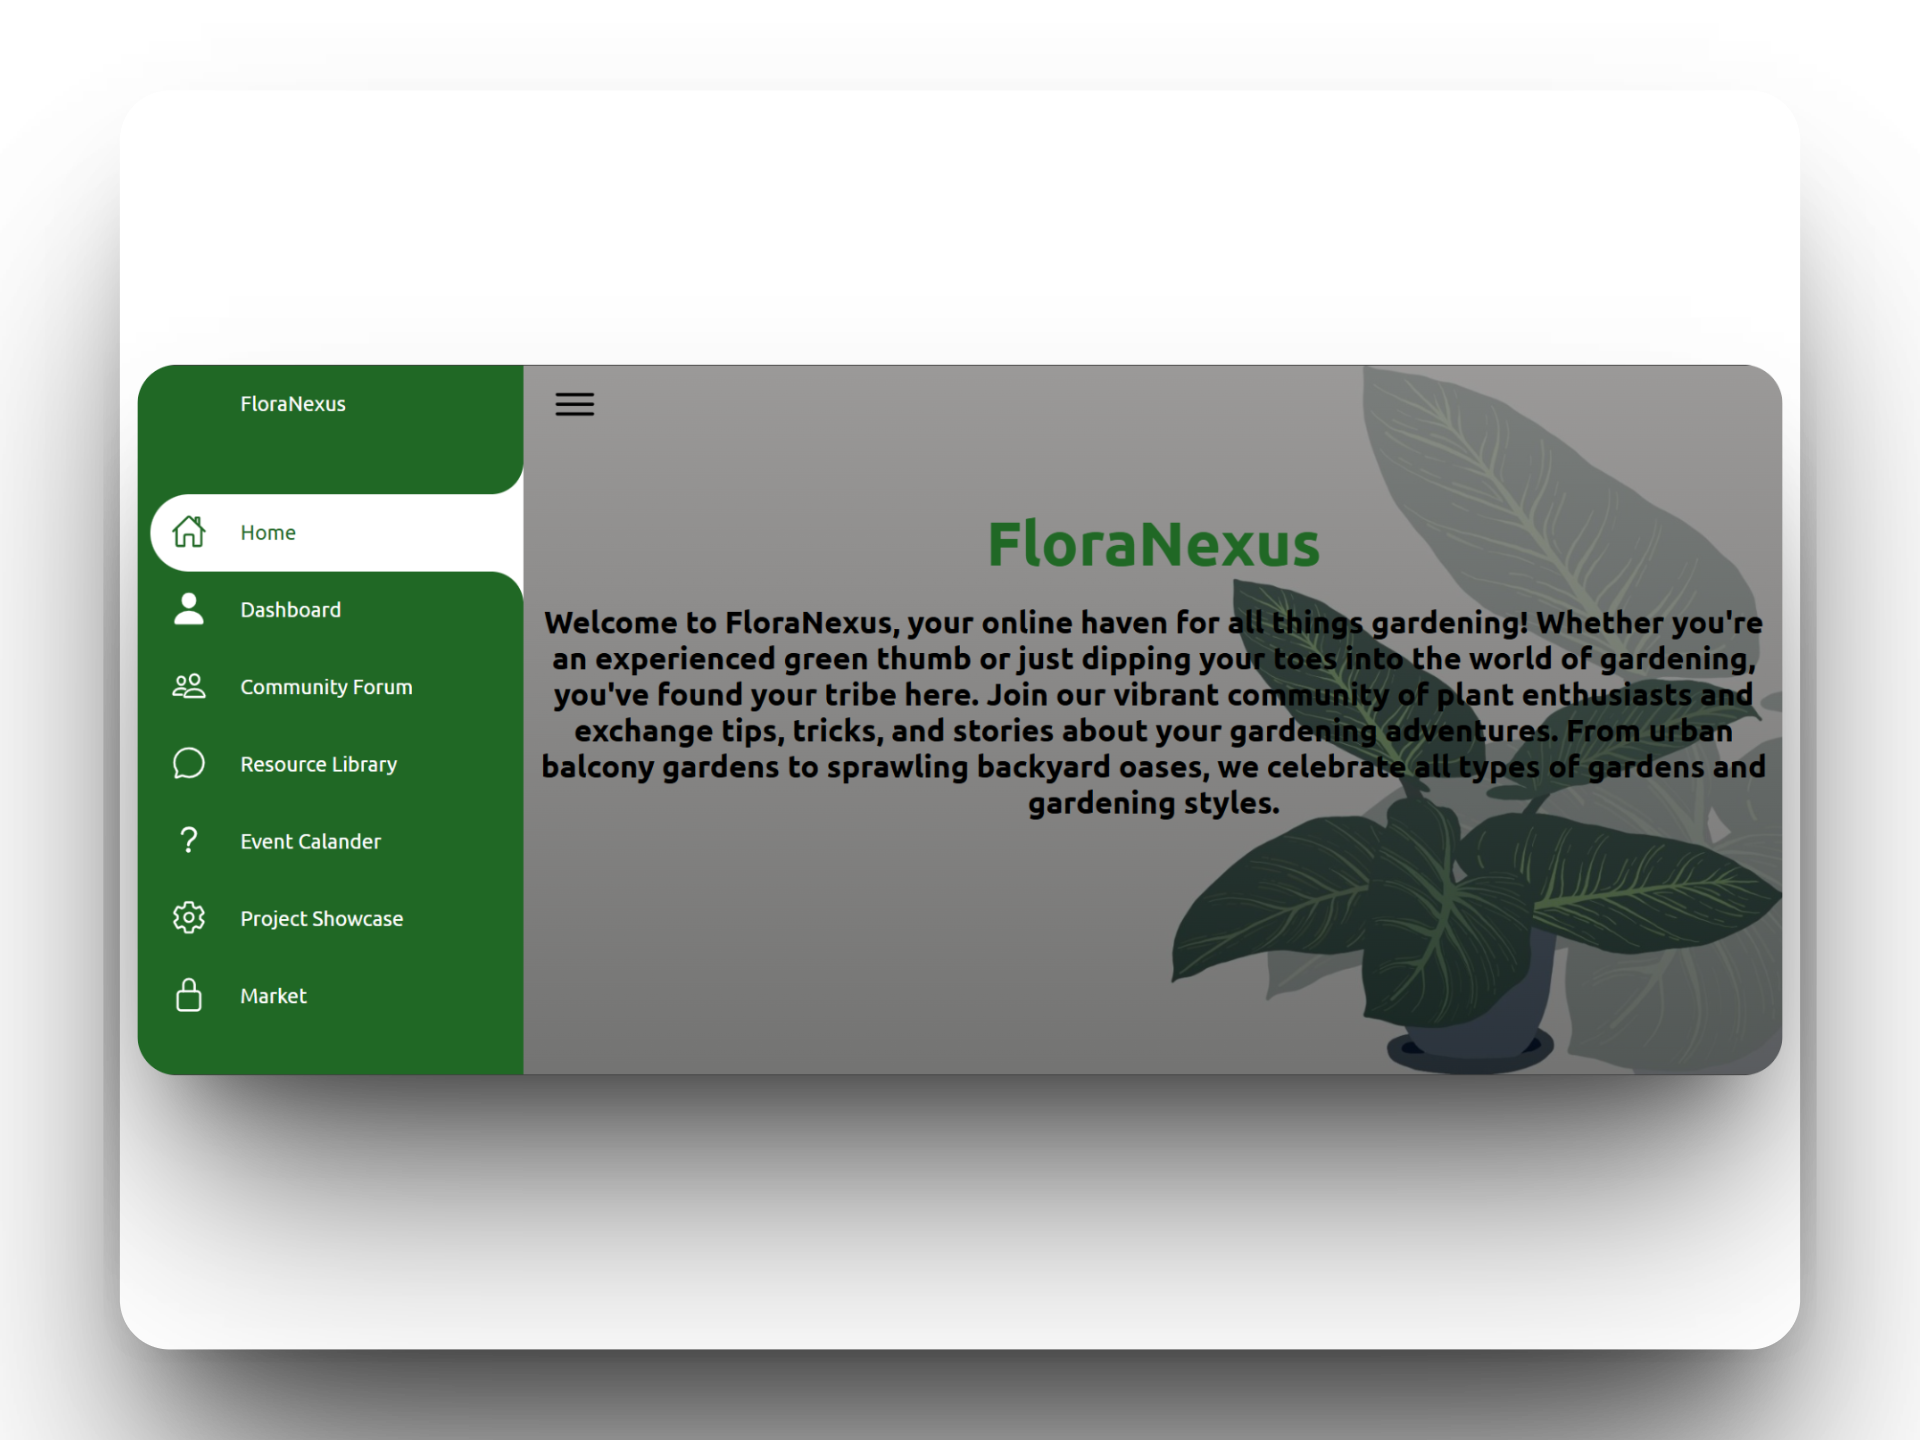 FloraNexus
Home
Dashboard
Community Forum
Resource Library
Event Calander
Project Showcase
Market
FloraNexus
Welcome to FloraNexus, your online haven for all things gardening! Whether you're
an experienced green thumb or just dipping your toes into the world of gardening,
you've found your tribe here. Join our vibrant community of plant enthusiasts and
exchange tips, tricks, and stories about your gardening adventures. From urban
balcony gardens to sprawling backyard oases, we celebrate all types of gardens and
gardening styles.